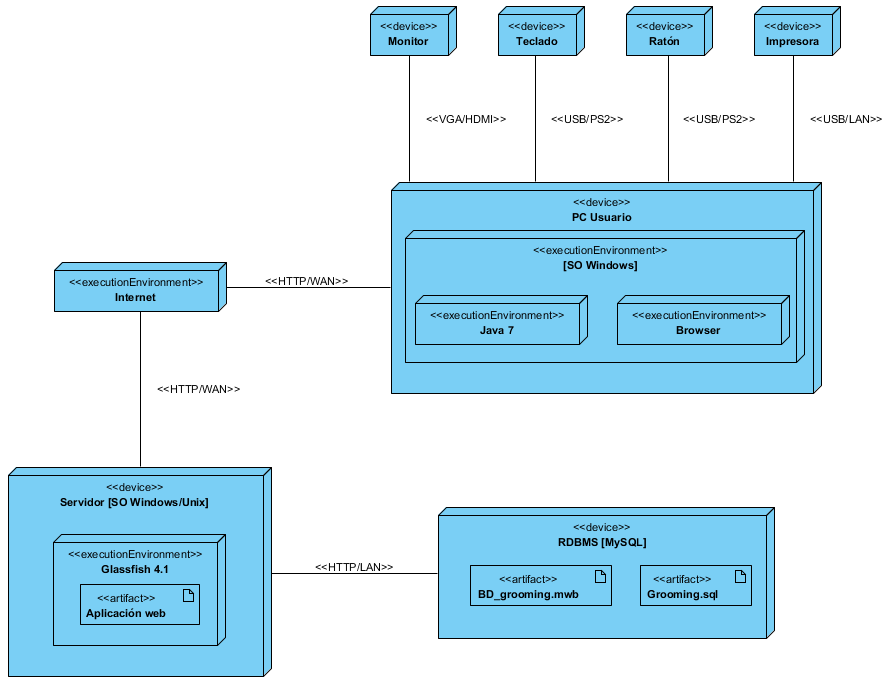 <<device>>
Monitor
<<device>>
Teclado
<<device>>
Ratón
<<device>>
Impresora
<<VGA/HDMI>>
<<USB/PS2>>
<<USB/PS2>>
<<USB/LAN>>
<<device>>
PC Usuario
<<executionEnvironment>>
[SO Windows]
<<executionEnvironment>>
Java 7
<<executionEnvironment>>
Browser
<<executionEnvironment>>
Internet
<<HTTP/WAN>>
<<HTTP/WAN>>
<<device>>
Servidor [SO Windows/Unix]
<<executionEnvironment>>
Glassfish 4.1
<<artifact>>
Aplicación web
<<HTTP/LAN>>
<<device>>
RDBMS [MySQL]
<<artifact>>
BD_grooming.mwb
<<artifact>>
Grooming.sql